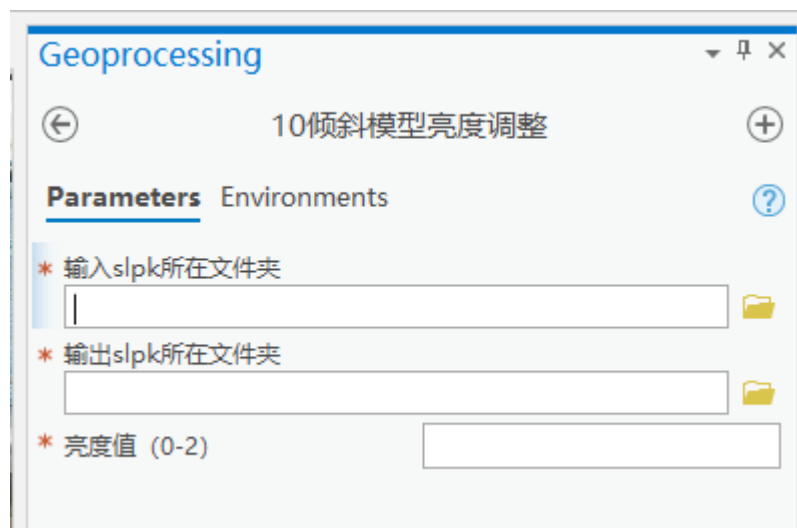 Geoprocessing
10倾斜模型亮度调整
Parameters Environments
* 输入slpk所在文件夹
* 输出slpk所在文件夹
* 亮度值 (0-2)